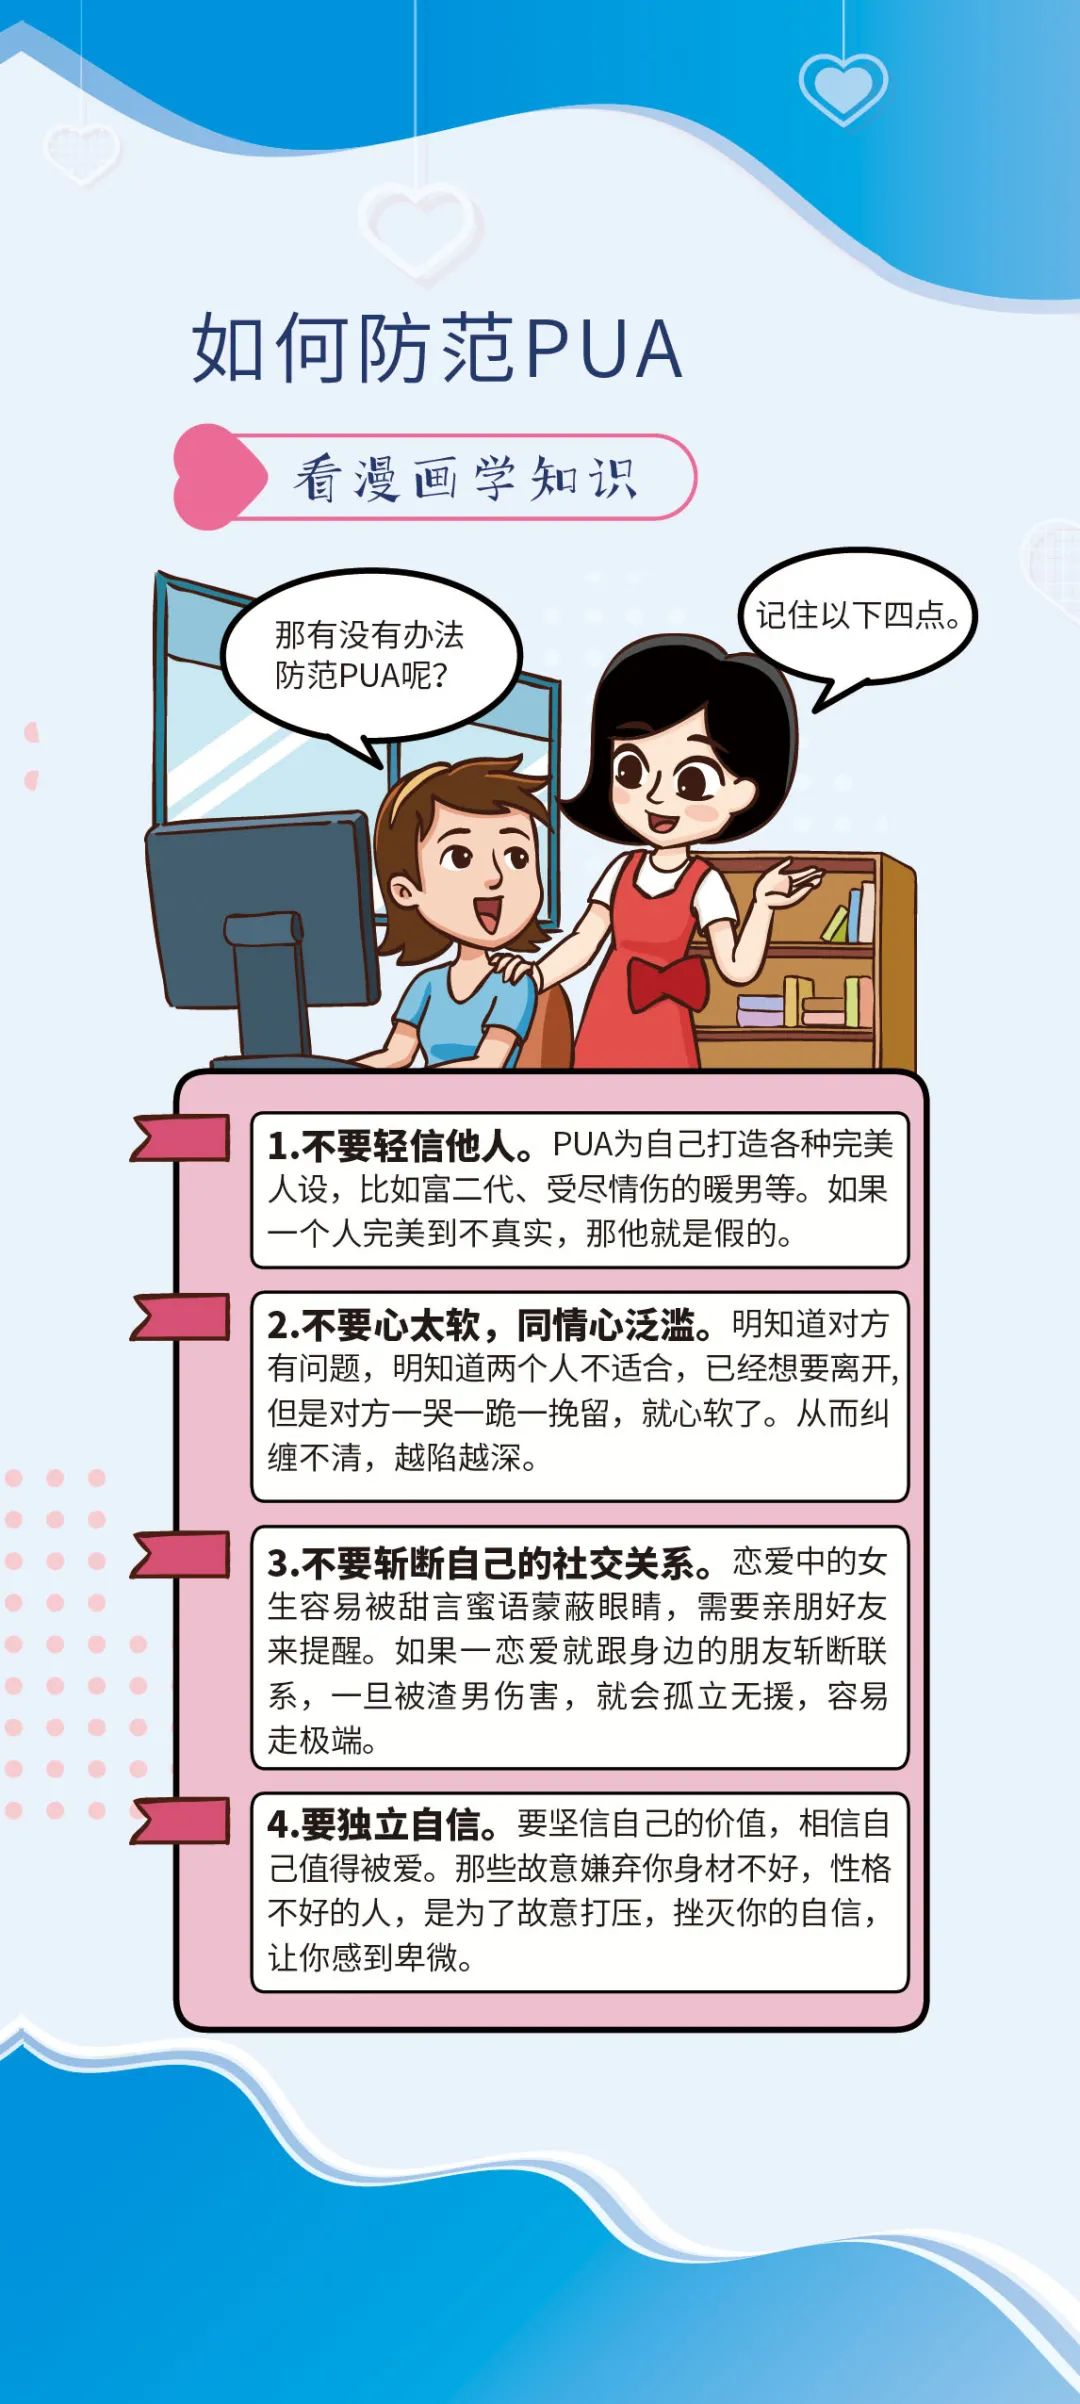 如何防范PUA
看漫画学知识
那有没有办法
防范PUA呢？
记住以下四点。
1.不要轻信他人。PUA为自己打造各种完美
人设，比如富二代、受尽情伤的暖男等。如果
一个人完美到不真实，那他就是假的。
2.不要心太软，同情心泛滥。明知道对方
有问题，明知道两个人不适合，已经想要离开，
但是对方一哭一跪一挽留，就心软了。从而纠
缠不清，越陷越深。
3.不要斩断自己的社交关系。恋爱中的女
生容易被甜言蜜语蒙蔽眼睛，需要亲朋好友
来提醒。如果一恋爱就跟身边的朋友斩断联
系，一旦被渣男伤害，就会孤立无援，容易
走极端。
4.要独立自信。要坚信自己的价值，相信自
己值得被爱。那些故意嫌弃你身材不好，性格
不好的人，是为了故意打压，挫灭你的自信，
让你感到卑微。